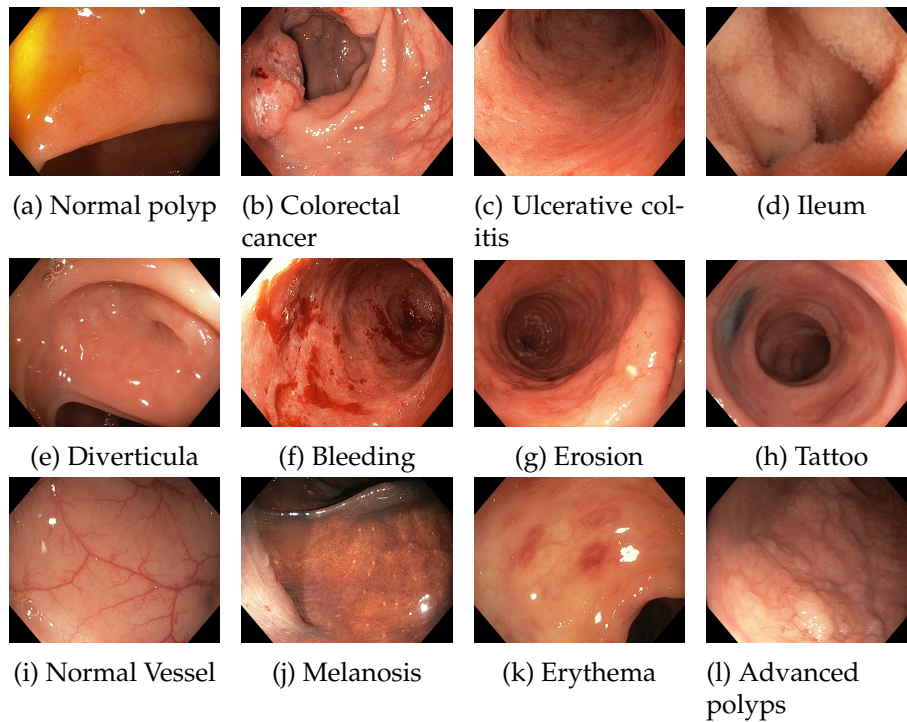 (a) Normal polyp
(b) Colorectal
cancer
(c) Ulcerative col-
itis
(d) Ileum
(e) Diverticula
(f) Bleeding
(g) Erosion
(h) Tattoo
(i) Normal Vessel
(j) Melanosis
(k) Erythema
(l) Advanced
polyps